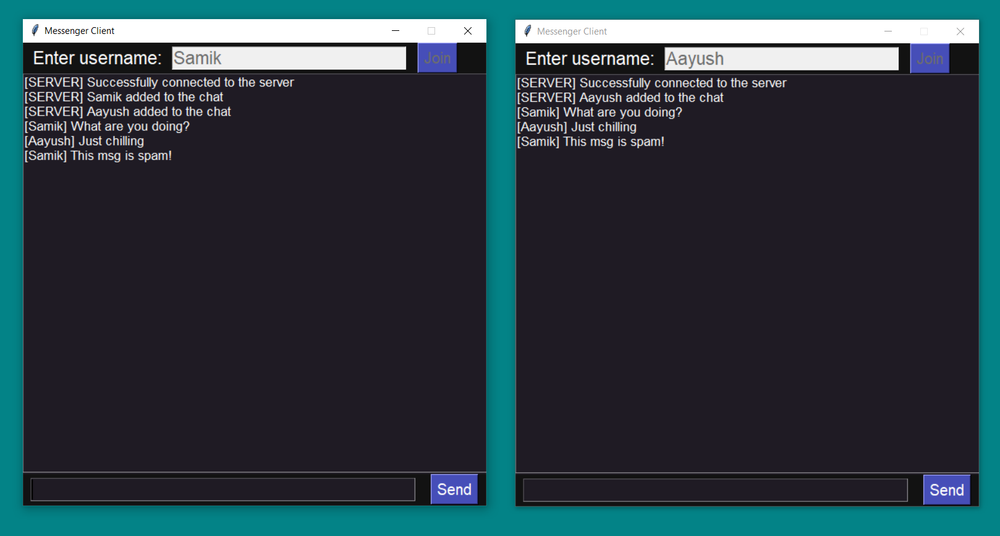 Messenger Client
Enter username: Samik Join
[SERVER] Successfully connected to the server
[SERVER] Samik added to the chat
[SERVER] Aayush added to the chat
[Samik] What are you doing?
[Aayush] Just chilling
[Samik] This msg is spam!
Send
Messenger Client
Enter username: Aayush Join
[SERVER] Successfully connected to the server
[SERVER] Aayush added to the chat
[Samik] What are you doing?
[Aayush] Just chilling
[Samik] This msg is spam!
Send